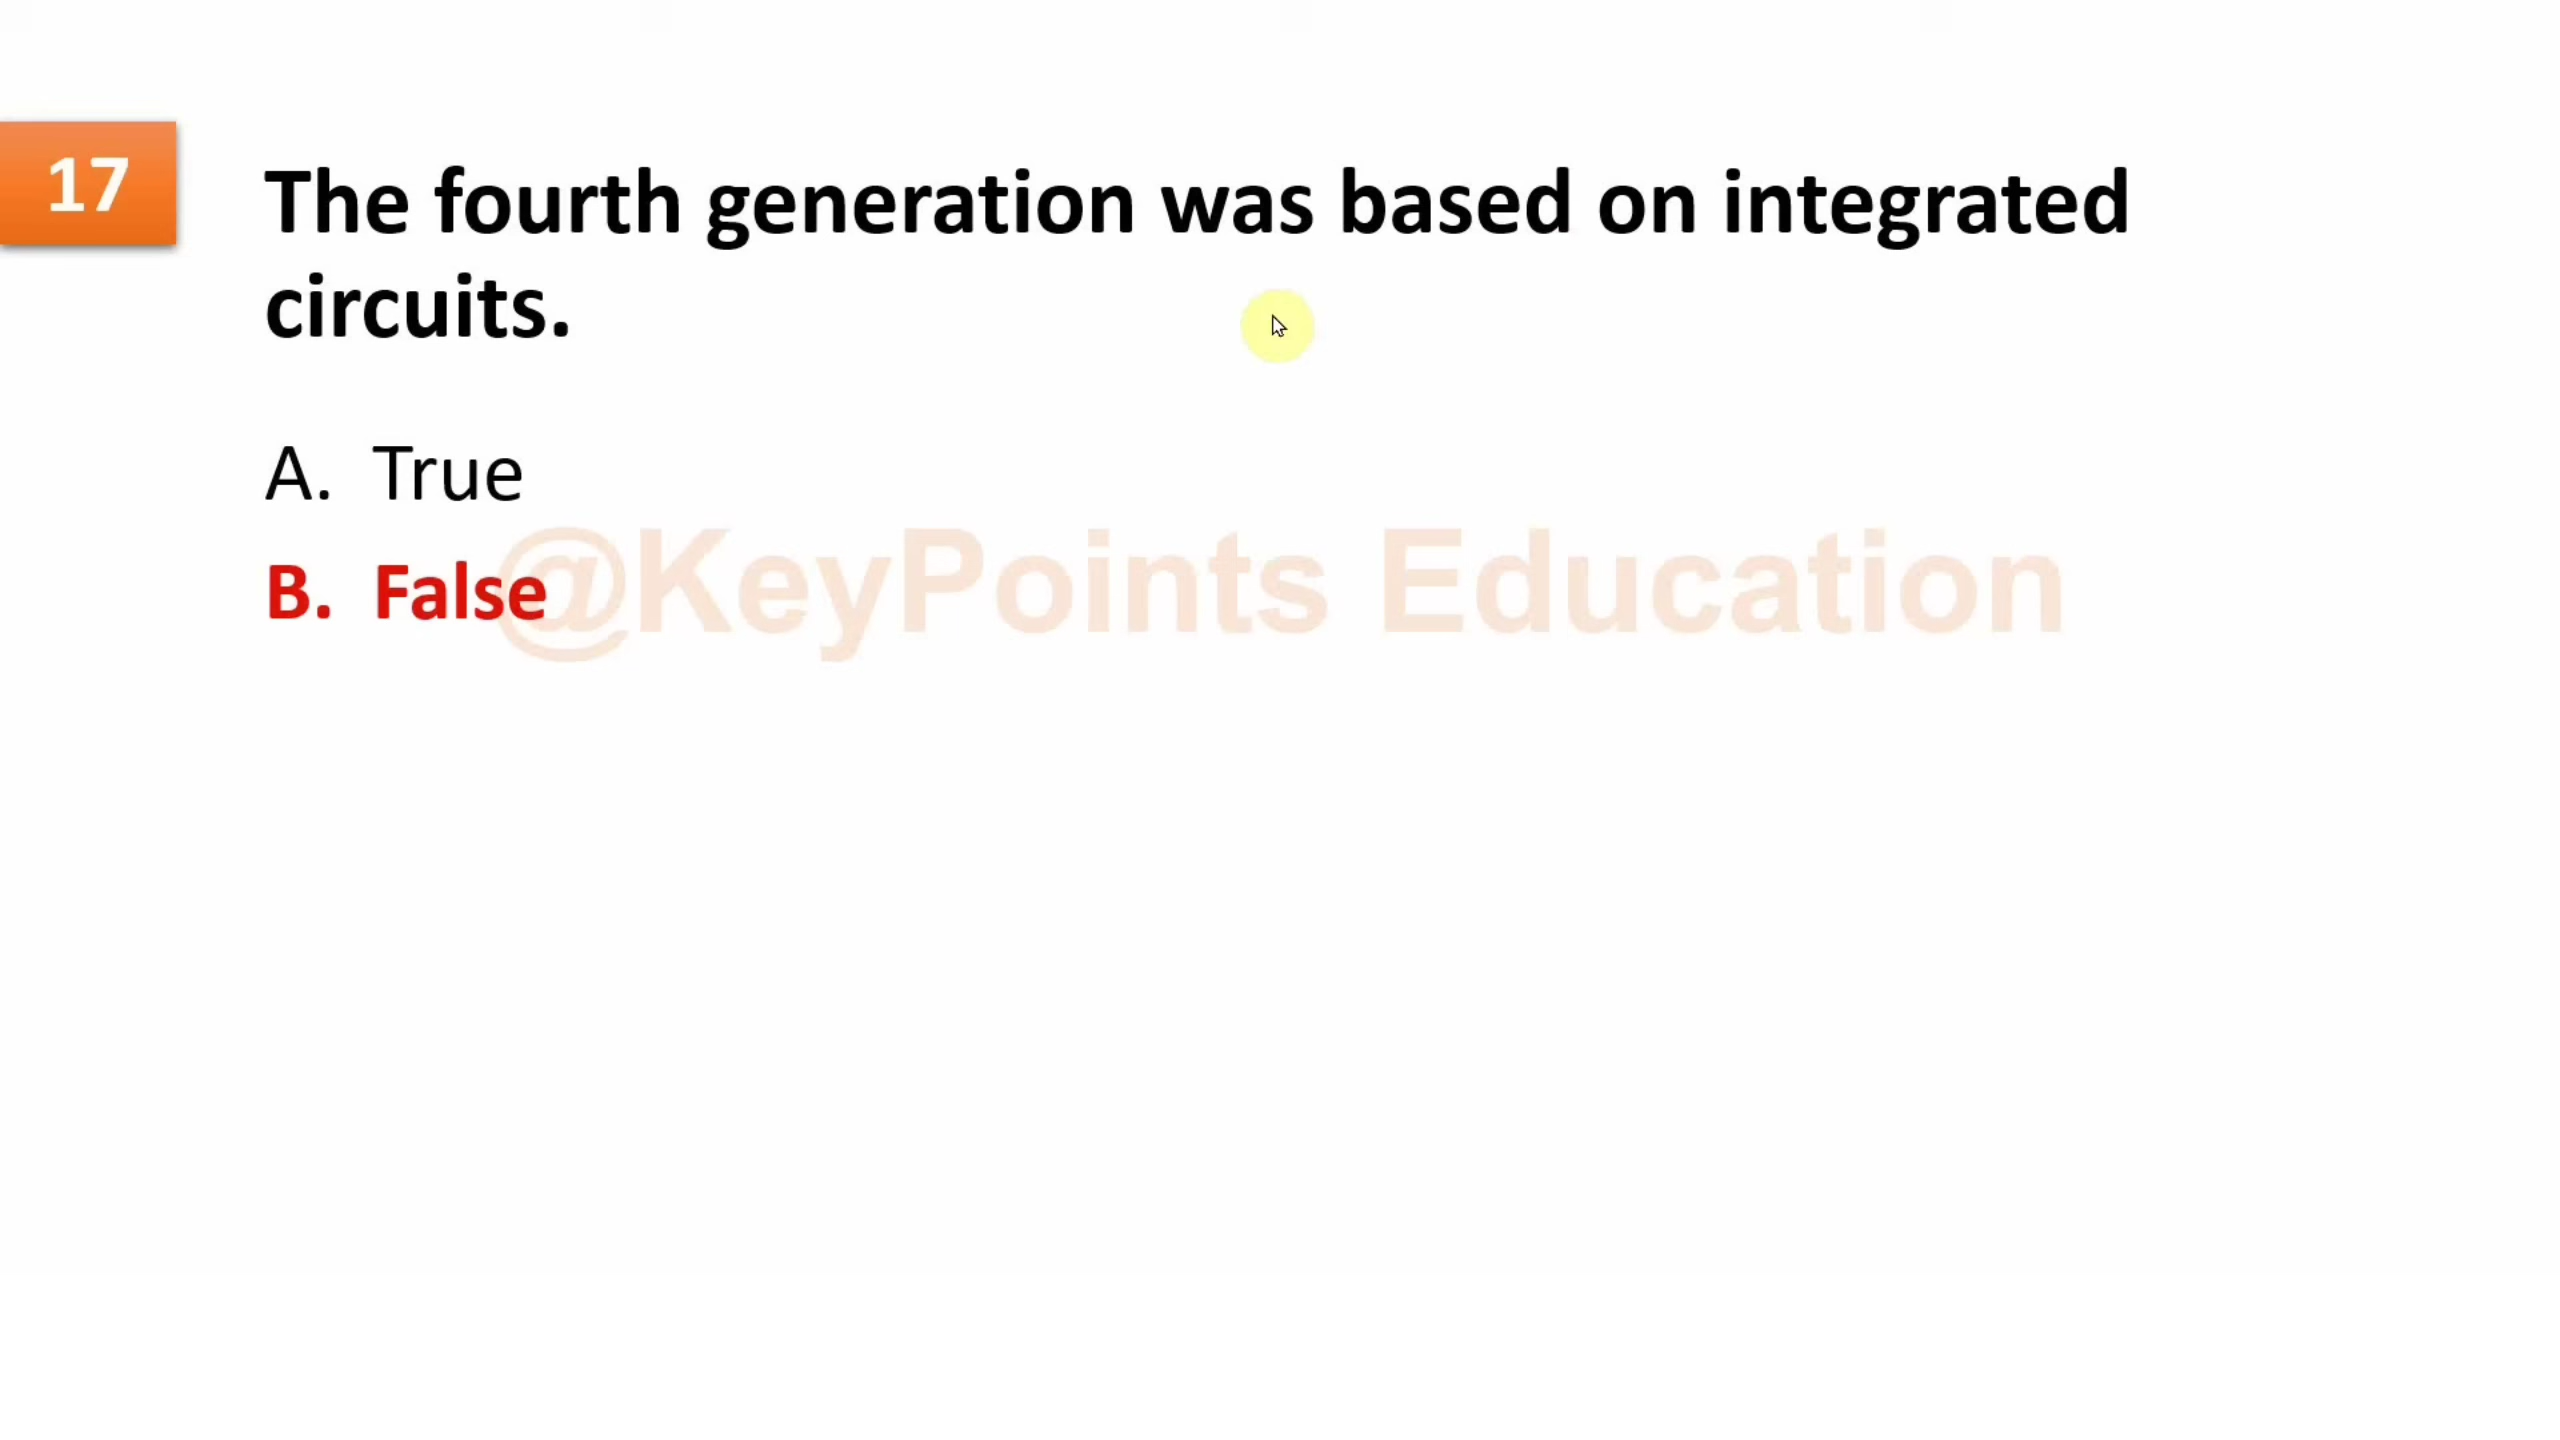 17
The fourth generation was based on integrated
circuits.
A. True
B. False
@KeyPoints Education